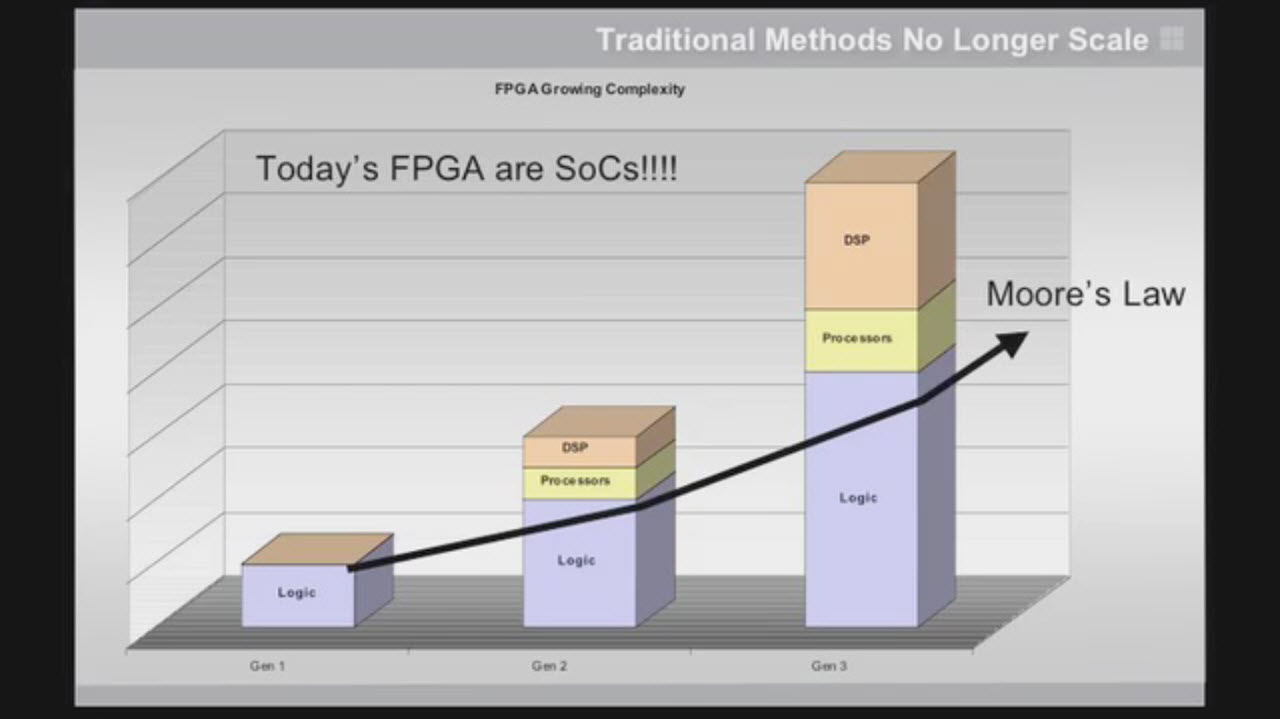 Traditional Methods No Longer Scale
FPGA Growing Complexity
Today's FPGA are SoCs!!!!
Moore's Law
DSP
Processors
Logic
DSP
Processors
Logic
Logic
Gen 1
Gen 2
Gen 3